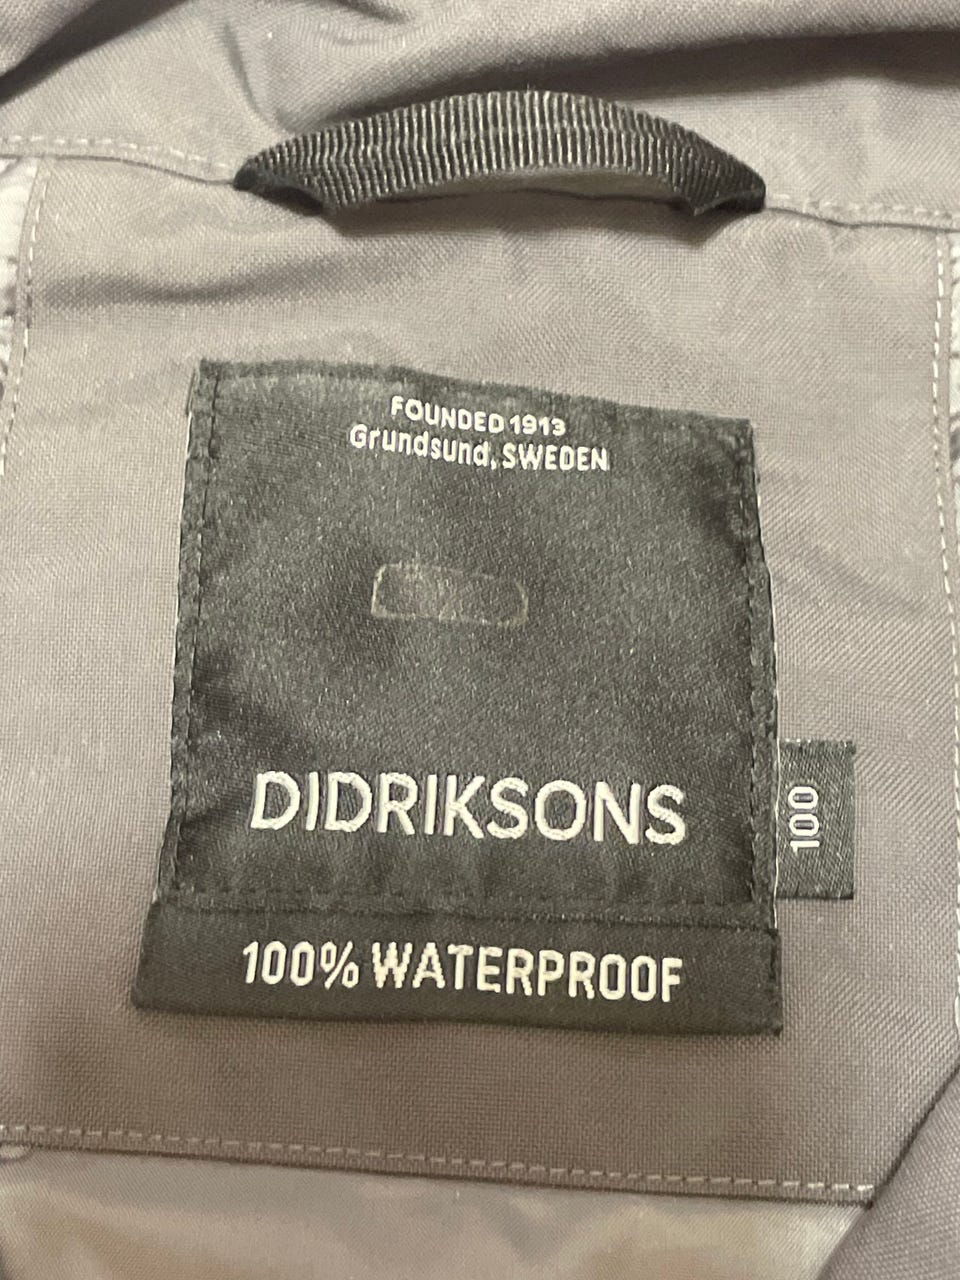 FOUNDED 1913
Grundsund, SWEDEN
DIDRIKSONS
100
100% WATERPROOF